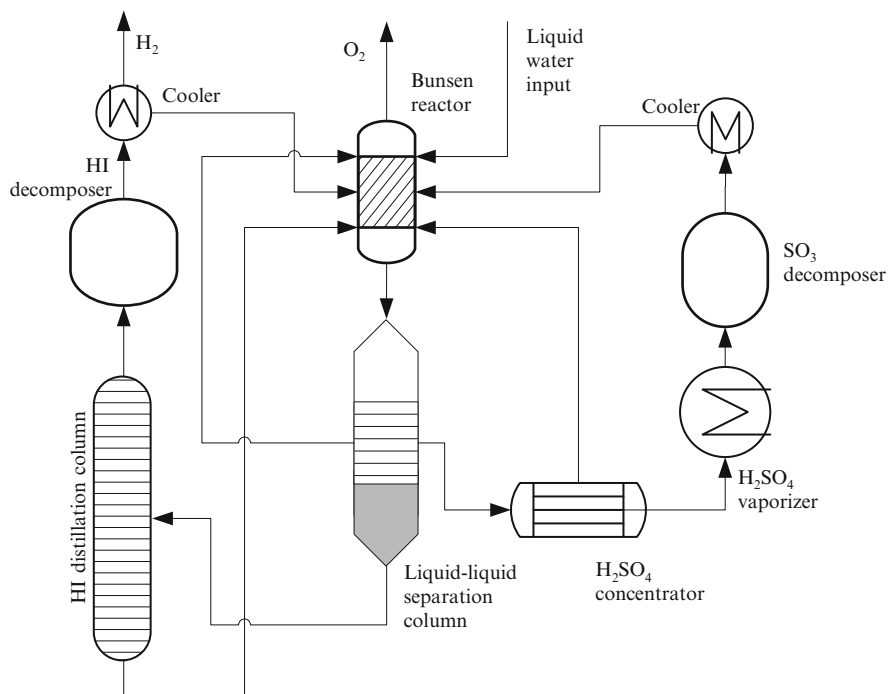 H₂
O₂
Liquid
water
input
Bunsen
reactor
Cooler
Cooler
HI
decomposer
SO₃
decomposer
HI distillation column
H₂SO₄
vaporizer
Liquid-liquid
separation
column
H₂SO₄
concentrator